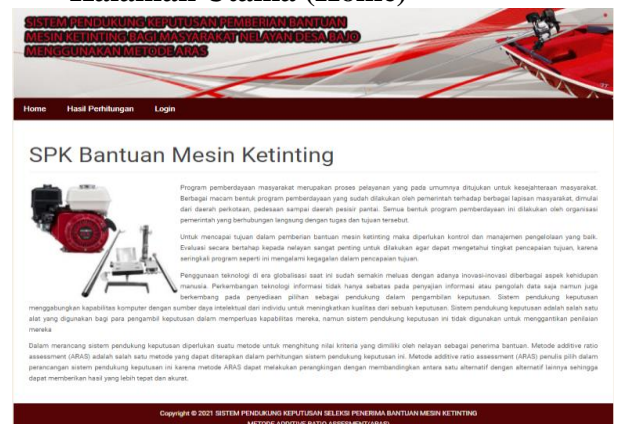 Halaman Utama (Home)
SISTEM PENDUKUNG KEPUTUSAN PEMBERIAN BANTUAN
MESIN KETINTING BAGI MASYARAKAT NELAYAN DESA BAJO
MENGGUNAKAN METODE ARAS
Home Hasil Perhitungan Login
SPK Bantuan Mesin Ketinting
Program pemberdayaan masyarakat merupakan proses pelayanan yang pada umumnya ditujukan untuk kesejahteraan masyarakat.
Berbagai macam bentuk program pemberdayaan yang sudah dilakukan oleh pemerintah terhadap berbagai lapisan masyarakat, dimulai
dari daerah perkotaan, pedesaan sampai daerah pesisir pantai. Semua bentuk program pemberdayaan ini dilakukan oleh organisasi
pemerintah yang berhubungan langsung dengan tugas dan tujuan tersebut.
Untuk mencapai tujuan dalam pemberian bantuan mesin ketinting maka diperlukan kontrol dan manajemen pengelolaan yang baik.
Evaluasi secara bertahap kepada nelayan sangat penting untuk dilakukan agar dapat mengetahui tingkat pencapaian tujuan, karena
seringkali program seperti ini mengalami kegagalan dalam pencapaian tujuan.
Penggunaan teknologi di era globalisasi saat ini sudah semakin meluas dengan adanya inovasi-inovasi diberbagai aspek kehidupan
manusia. Perkembangan teknologi informasi tidak hanya sebatas pada penyajian informasi atau pengolah data saja namun juga
berkembang pada penyediaan pilihan sebagai pendukung dalam pengambilan keputusan. Sistem pendukung keputusan
menggabungkan kapabilitas komputer dengan sumber daya intelektual dari individu untuk meningkatkan kualitas dari sebuah keputusan. Sistem pendukung keputusan adalah salah satu
alat yang digunakan bagi para pengambil keputusan dalam memperluas kapabilitas mereka, namun sistem pendukung keputusan ini tidak digunakan untuk menggantikan penilaian
mereka
Dalam merancang sistem pendukung keputusan diperlukan suatu metode untuk menghitung nilai kriteria yang dimiliki oleh nelayan sebagai penerima bantuan. Metode additive ratio
assessment (ARAS) adalah salah satu metode yang dapat diterapkan dalam perhitungan sistem pendukung keputusan ini. Metode additive ratio assessment (ARAS) penulis pilih dalam
perancangan sistem pendukung keputusan ini karena metode ARAS dapat melakukan perangkingan dengan membandingkan antara satu alternatif dengan alternatif lainnya sehingga
dapat memberikan hasil yang lebih tepat dan akurat.
Copyright © 2021 SISTEM PENDUKUNG KEPUTUSAN SELEKSI PENERIMA BANTUAN MESIN KETINTING
METODE ADDITIVE RATIO ASSESMENT(ARAS)